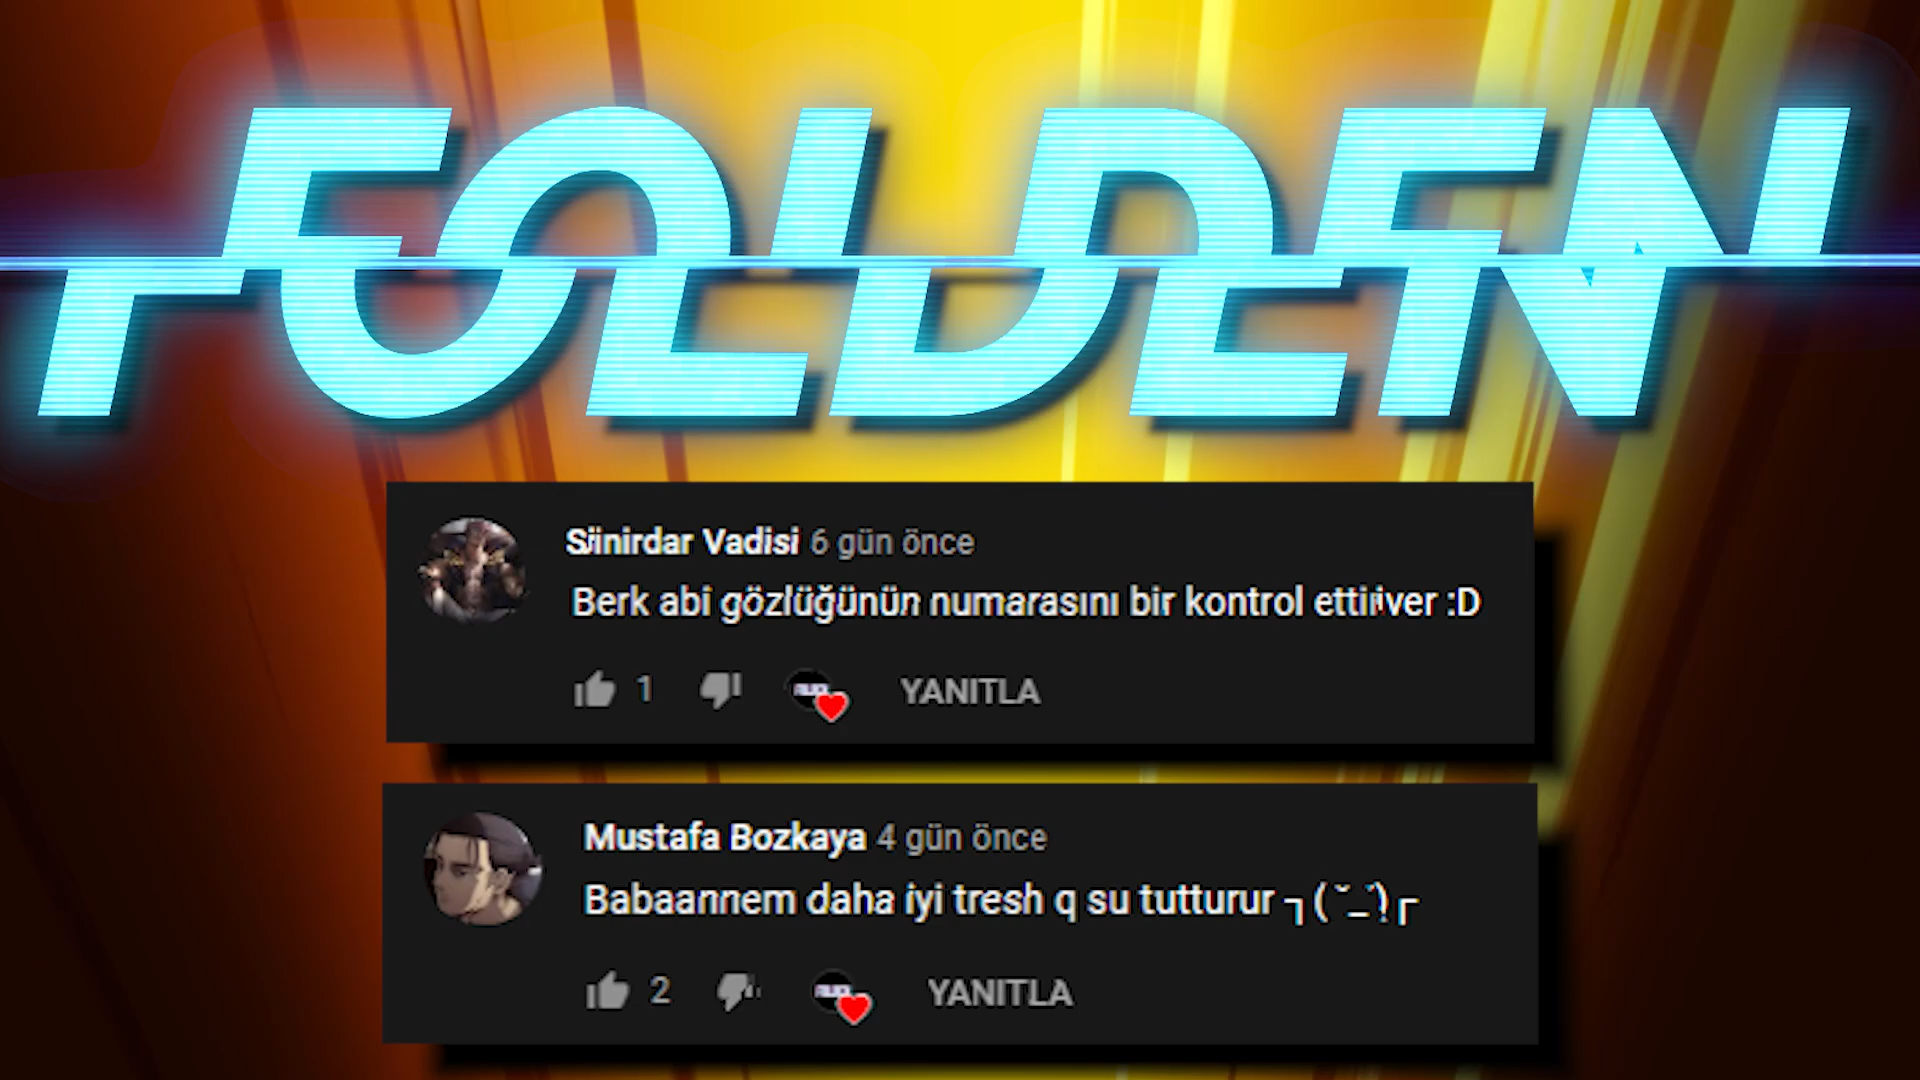 FOLDEN
Sinirdar Vadisi 6 gün önce
Berk abi gözlüğünün numarasını bir kontrol ettiriver :D
1 YANITLA
Mustafa Bozkaya 4 gün önce
Babaannem daha iyi tresh q su tutturur ┐(˘_˘)┌
2 YANITLA